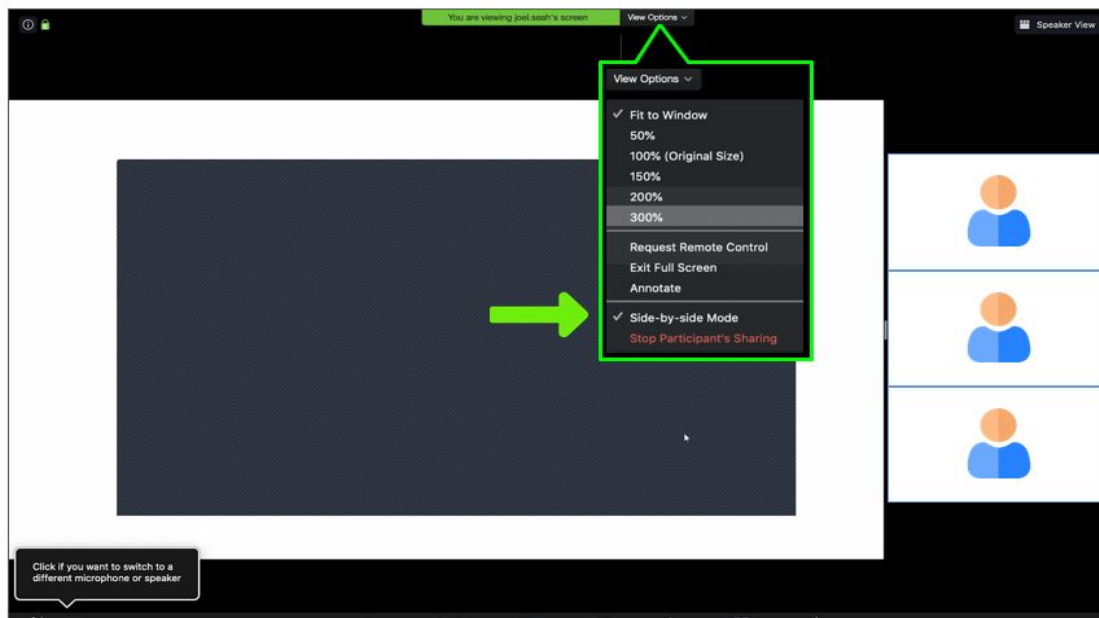 You are viewing joel.seah's screen
View Options
Speaker View
View Options
Fit to Window
50%
100% (Original Size)
150%
200%
300%
Request Remote Control
Exit Full Screen
Annotate
Side-by-side Mode
Stop Participant's Sharing
Click if you want to switch to a
different microphone or speaker